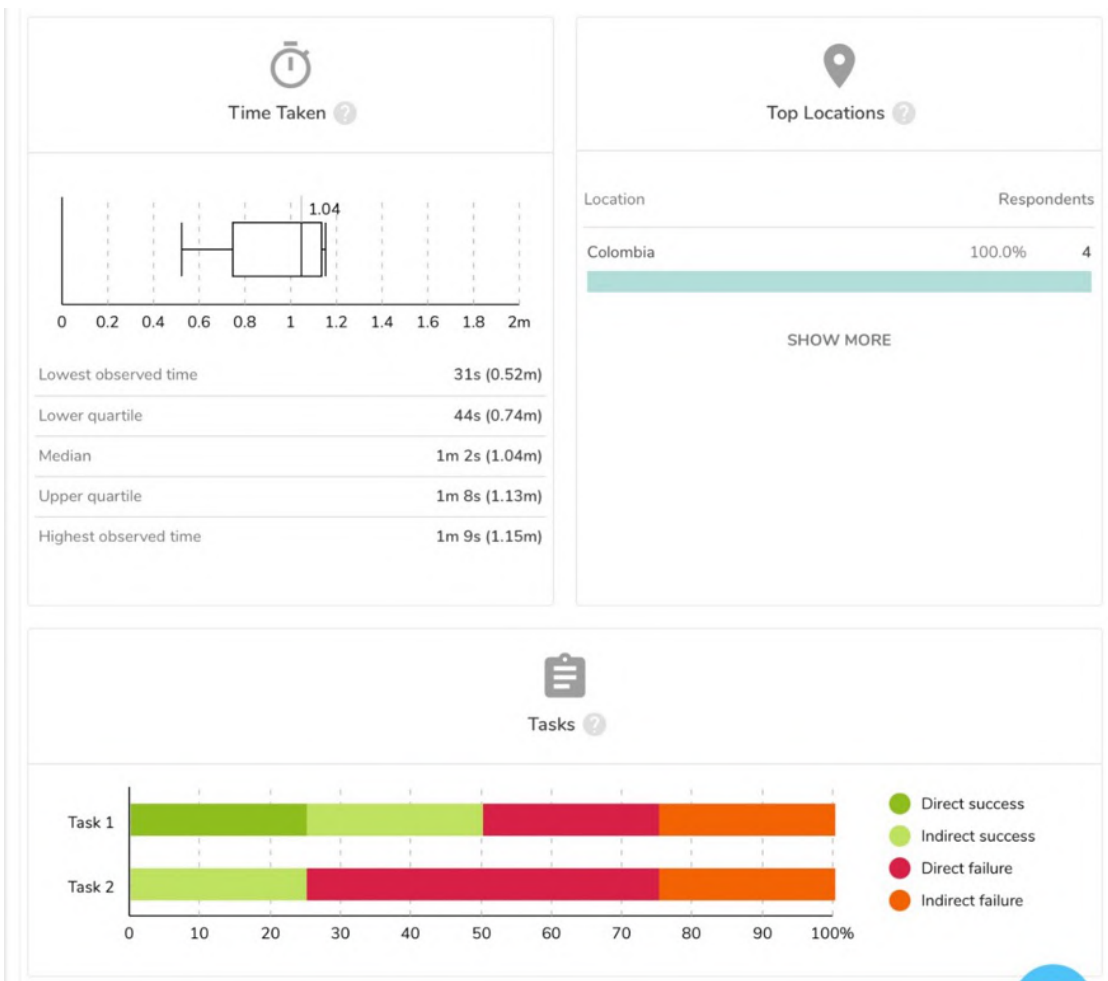 Time Taken ?
1.04
0 0.2 0.4 0.6 0.8 1 1.2 1.4 1.6 1.8 2m
Lowest observed time 31s (0.52m)
Lower quartile 44s (0.74m)
Median 1m 2s (1.04m)
Upper quartile 1m 8s (1.13m)
Highest observed time 1m 9s (1.15m)
Top Locations ?
Location Respondents
Colombia 100.0% 4
SHOW MORE
Tasks ?
Task 1
Task 2
0 10 20 30 40 50 60 70 80 90 100%
Direct success
Indirect success
Direct failure
Indirect failure